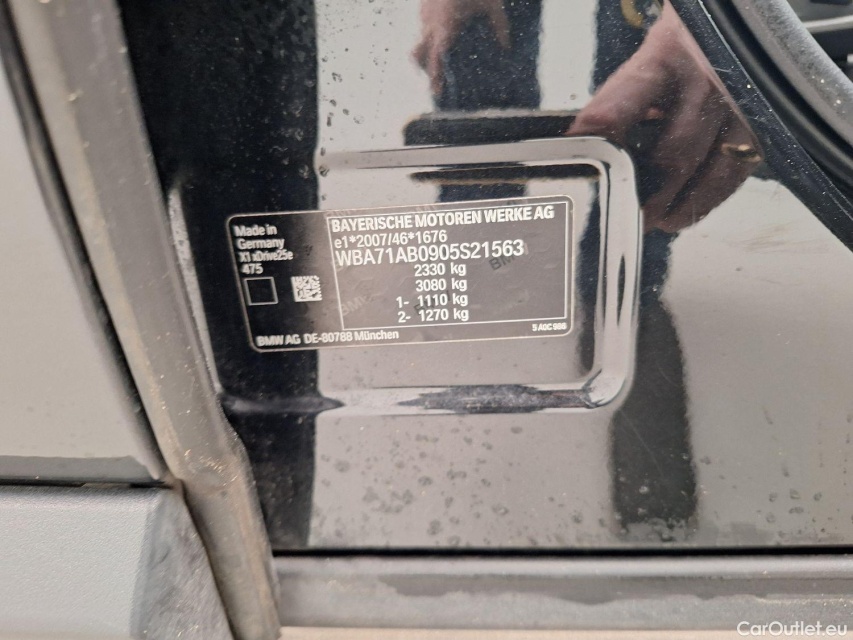 Made in
Germany
X1 xDrive25e
475
BAYERISCHE MOTOREN WERKE AG
e1*2007/46*1676
WBA71AB0905S21563
2330 kg
3080 kg
1- 1110 kg
2- 1270 kg
BMW AG DE-80788 München
CarOutlet.eu